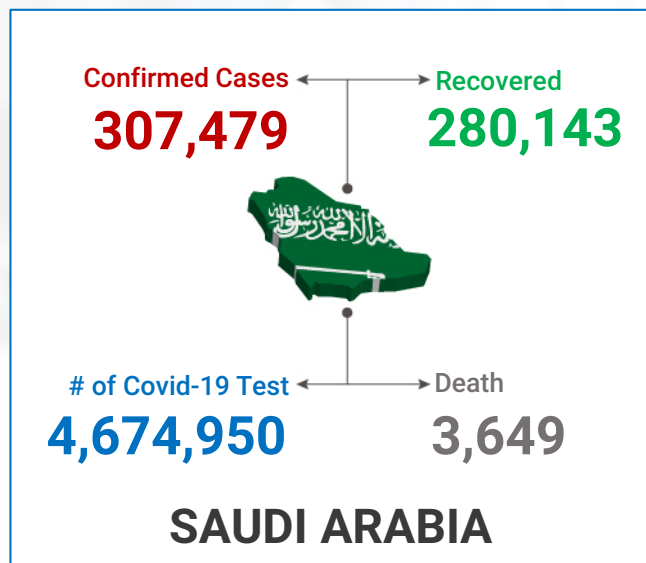 Confirmed Cases
307,479
Recovered
280,143
# of Covid-19 Test
4,674,950
Death
3,649
SAUDI ARABIA